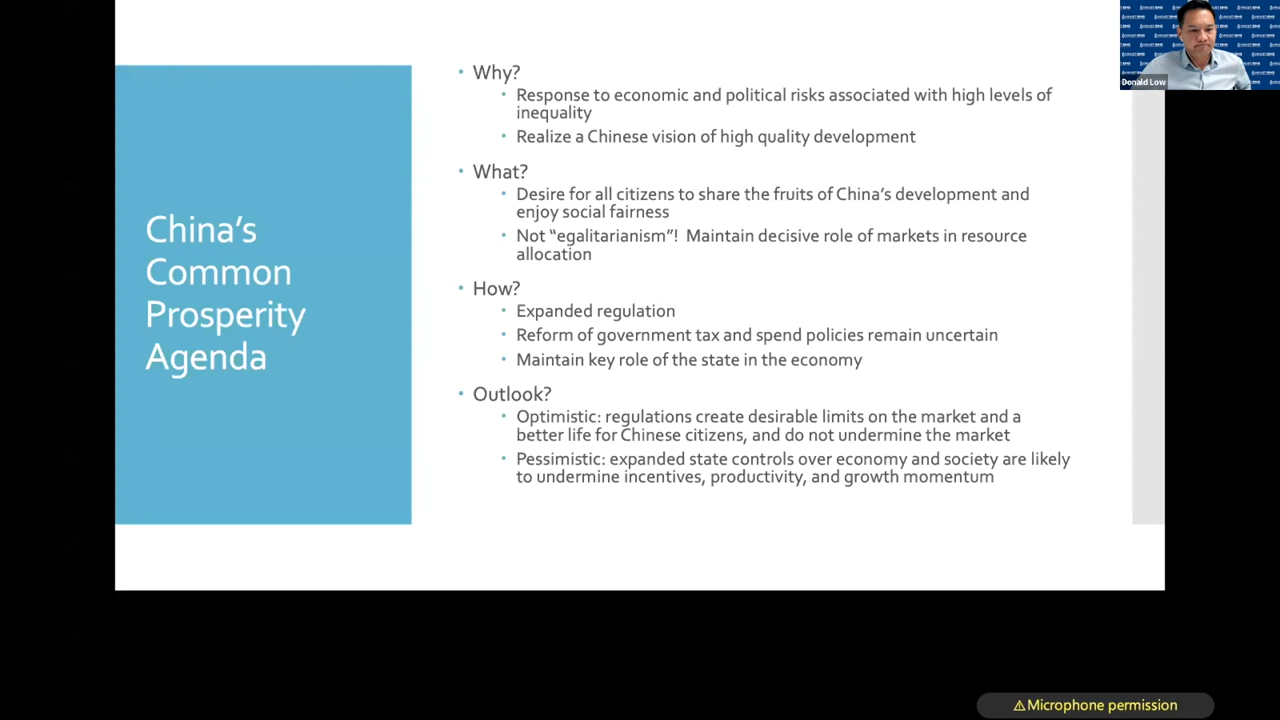 China's
Common
Prosperity
Agenda
• Why?
• Response to economic and political risks associated with high levels of
inequality
• Realize a Chinese vision of high quality development
• What?
• Desire for all citizens to share the fruits of China's development and
enjoy social fairness
• Not “egalitarianism”! Maintain decisive role of markets in resource
allocation
• How?
• Expanded regulation
• Reform of government tax and spend policies remain uncertain
• Maintain key role of the state in the economy
• Outlook?
• Optimistic: regulations create desirable limits on the market and a
better life for Chinese citizens, and do not undermine the market
• Pessimistic: expanded state controls over economy and society are likely
to undermine incentives, productivity, and growth momentum
Donald Low
⚠Microphone permission